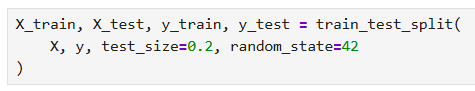 X_train, X_test, y_train, y_test = train_test_split(
    X, y, test_size=0.2, random_state=42
)